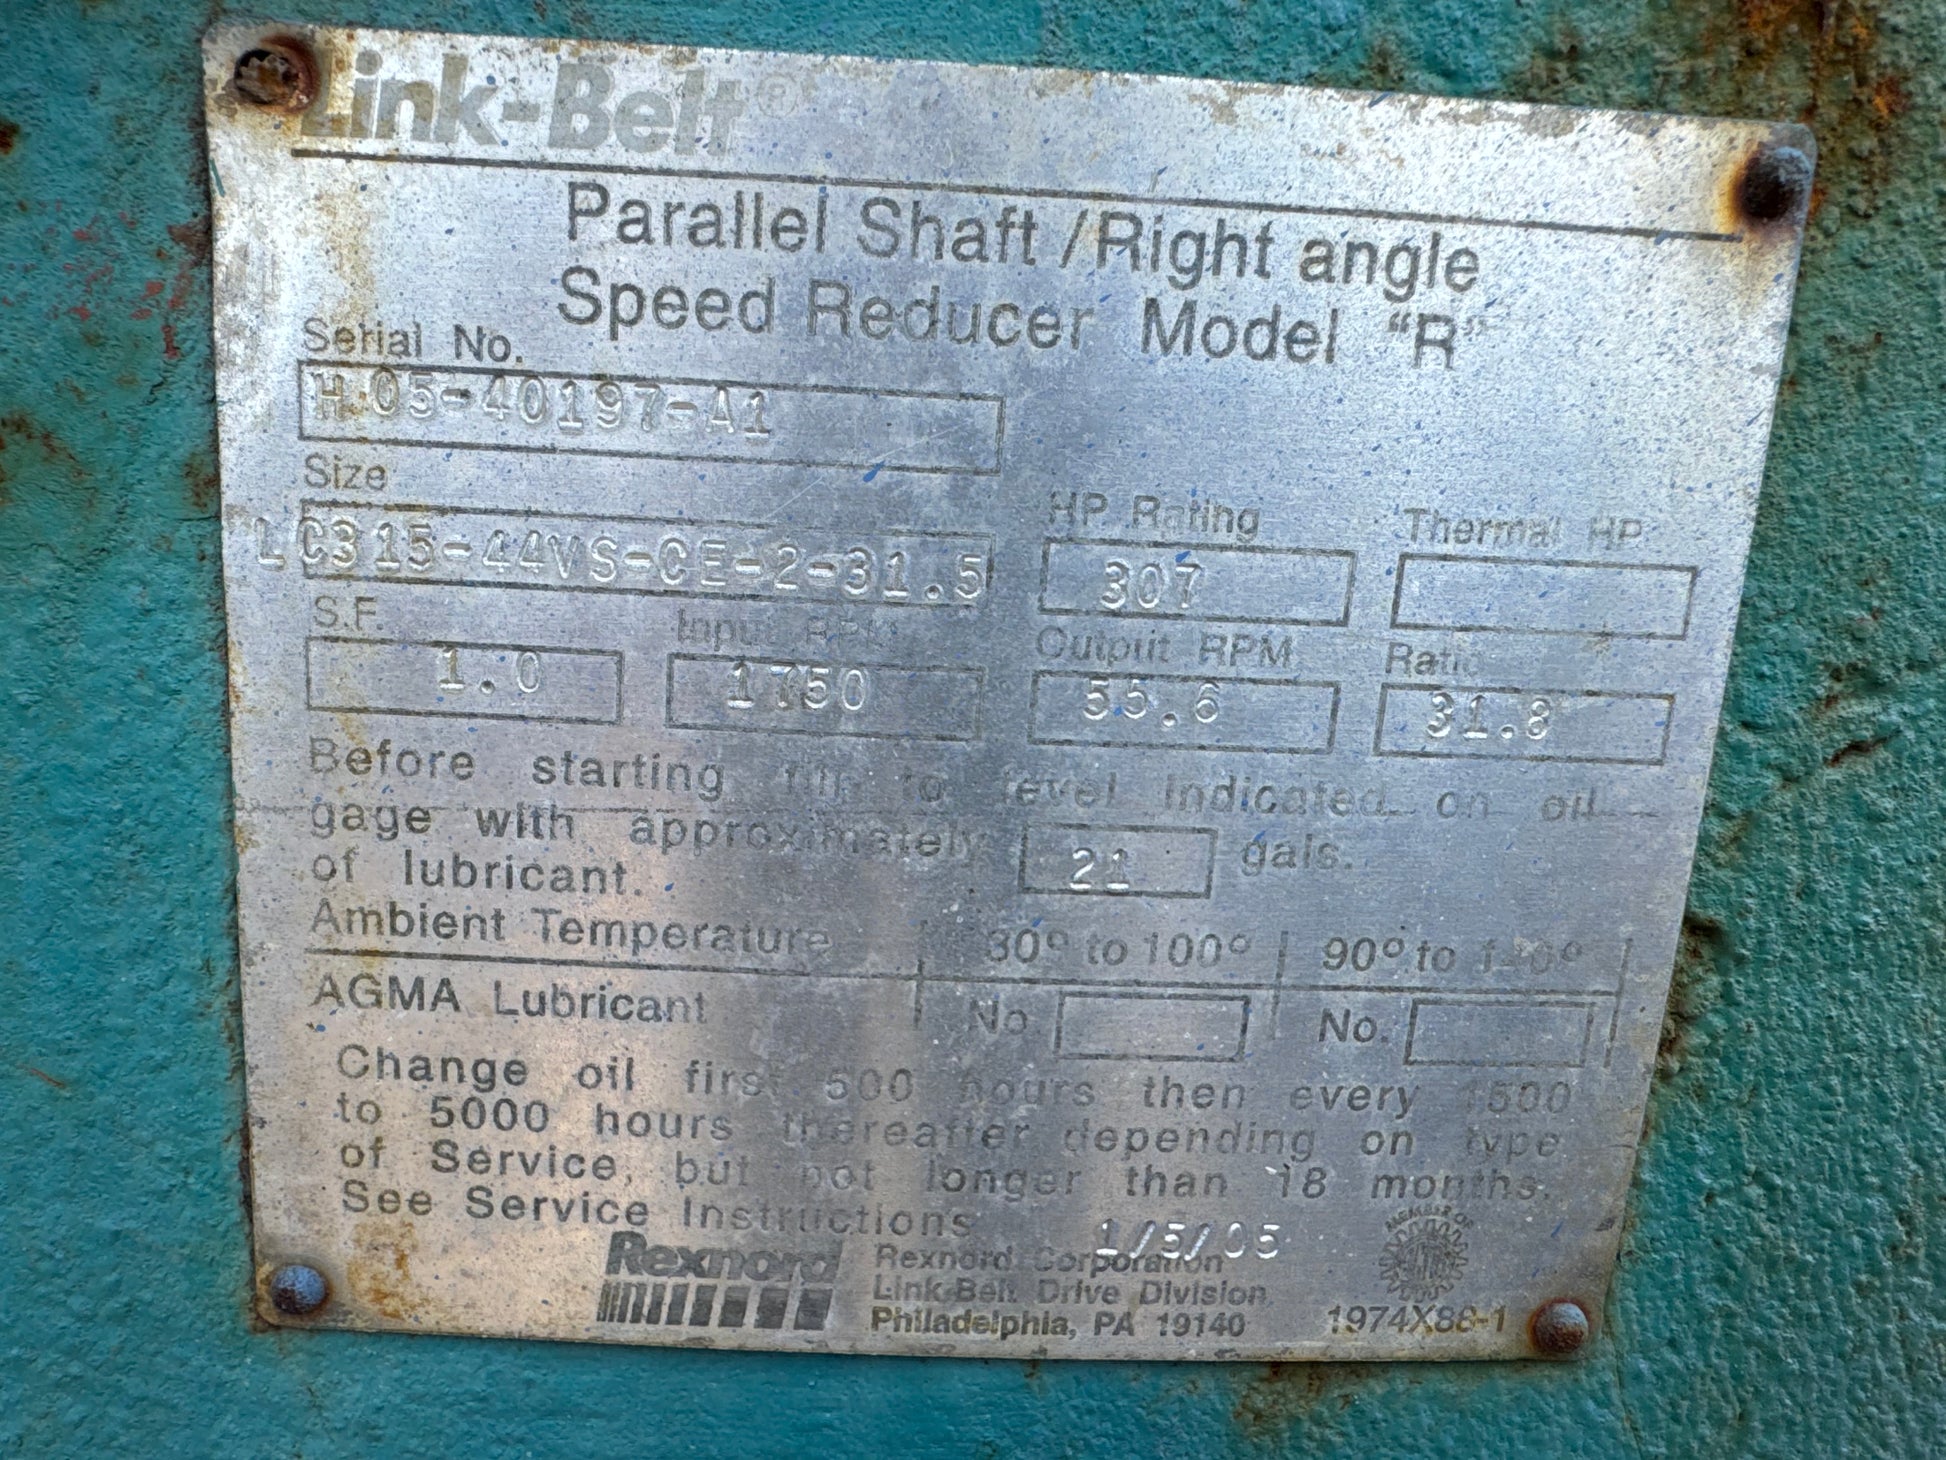 Link-Belt®
Parallel Shaft / Right angle
Speed Reducer Model "R"
Serial No.
H 05-40197-A1
Size
LC315-44VS-CE-2-31.5
HP Rating
307
Thermal HP
S.F.
1.0
Input RPM
1750
Output RPM
55.6
Ratio
31.8
Before starting fill to level indicated on oil
gage with approximately 21 gals.
of lubricant.
Ambient Temperature 30° to 100° 90° to
AGMA Lubricant No No.
Change oil first 500 hours then every 1500
to 5000 hours thereafter depending on type
of Service, but not longer than 18 months.
See Service Instructions
1/5/05
Rexnord
Rexnord Corporation
Link-Belt Drive Division
Philadelphia, PA 19140
MEMBER OF
1974X88-1